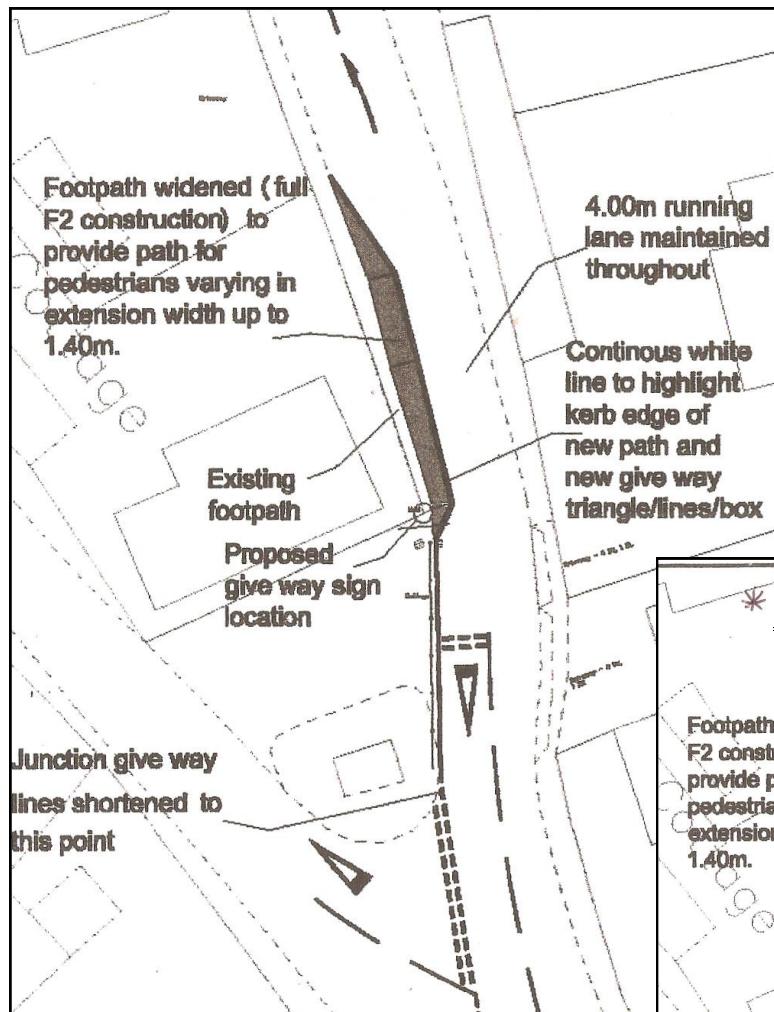 Footpath widened ( full
F2 construction) to
provide path for
pedestrians varying in
extension width up to
1.40m.
4.00m running
lane maintained
throughout
Continous white
line to highlight
kerb edge of
new path and
new give way
triangle/lines/box
Existing
footpath
Proposed
give way sign
location
Junction give way
lines shortened to
this point
Footpath
F2 constr
provide p
pedestria
extension
1.40m.